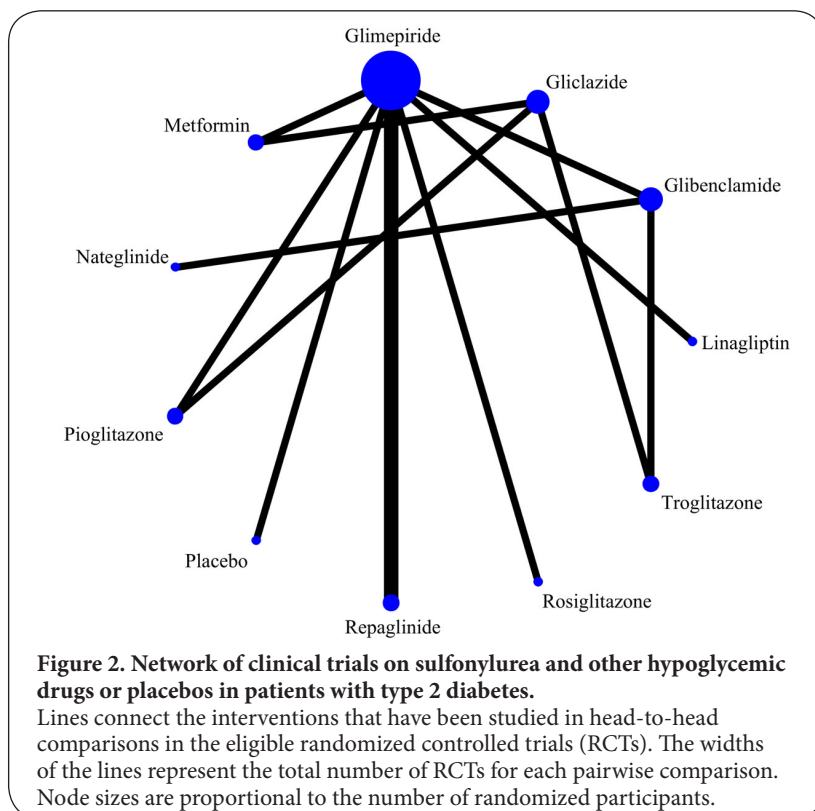 Glimepiride
Gliclazide
Metformin
Glibenclamide
Nateglinide
Linagliptin
Pioglitazone
Troglitazone
Placebo
Rosiglitazone
Repaglinide
Figure 2. Network of clinical trials on sulfonylurea and other hypoglycemic
drugs or placebos in patients with type 2 diabetes.
Lines connect the interventions that have been studied in head-to-head
comparisons in the eligible randomized controlled trials (RCTs). The widths
of the lines represent the total number of RCTs for each pairwise comparison.
Node sizes are proportional to the number of randomized participants.